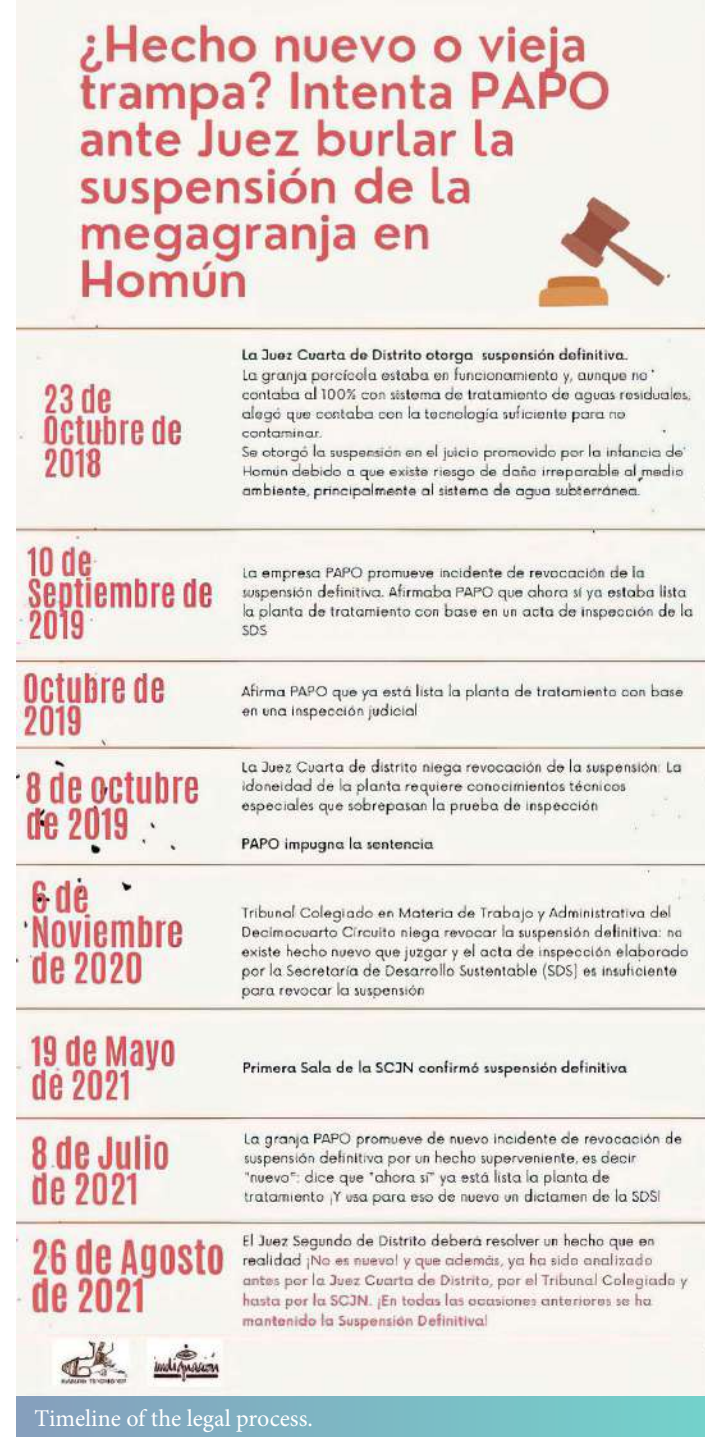 ¿Hecho nuevo o vieja
trampa? Intenta PAPO
ante Juez burlar la
suspensión de la
megagranja en
Homún
23 de
Octubre de
2018
La Juez Cuarta de Distrito otorga suspensión definitiva.
La granja porcícola estaba en funcionamiento y, aunque no
contaba al 100% con sistema de tratamiento de aguas residuales,
alegó que contaba con la tecnología suficiente para no
contaminar.
Se otorgó la suspensión en el juicio promovido por la infancia de
Homún debido a que existe riesgo de daño irreparable al medio
ambiente, principalmente al sistema de agua subterránea.
10 de
Septiembre de
2019
La empresa PAPO promueve incidente de revocación de la
suspensión definitiva. Afirmaba PAPO que ahora sí ya estaba lista
la planta de tratamiento con base en un acta de inspección de la
SDS
Octubre de
2019
Afirma PAPO que ya está lista la planta de tratamiento con base
en una inspección judicial
8 de octubre
de 2019
La Juez Cuarta de distrito niega revocación de la suspensión: La
idoneidad de la planta requiere conocimientos técnicos
especiales que sobrepasan la prueba de inspección
PAPO impugna la sentencia
6 de
Noviembre
de 2020
Tribunal Colegiado en Materia de Trabajo y Administrativa del
Decimocuarto Circuito niega revocar la suspensión definitiva: no
existe hecho nuevo que juzgar y el acta de inspección elaborado
por la Secretaría de Desarrollo Sustentable (SDS) es insuficiente
para revocar la suspensión
19 de Mayo
de 2021
Primera Sala de la SCJN confirmó suspensión definitiva
8 de Julio
de 2021
La granja PAPO promueve de nuevo incidente de revocación de
suspensión definitiva por un hecho superveniente, es decir
"nuevo": dice que "ahora sí" ya está lista la planta de
tratamiento ¡Y usa para eso de nuevo un dictamen de la SDS!
26 de Agosto
de 2021
El Juez Segundo de Distrito deberá resolver un hecho que en
realidad ¡No es nuevo! y que además, ya ha sido analizado
antes por la Juez Cuarta de Distrito, por el Tribunal Colegiado y
hasta por la SCJN. ¡En todas las ocasiones anteriores se ha
mantenido la Suspensión Definitiva!
indignación
Timeline of the legal process.